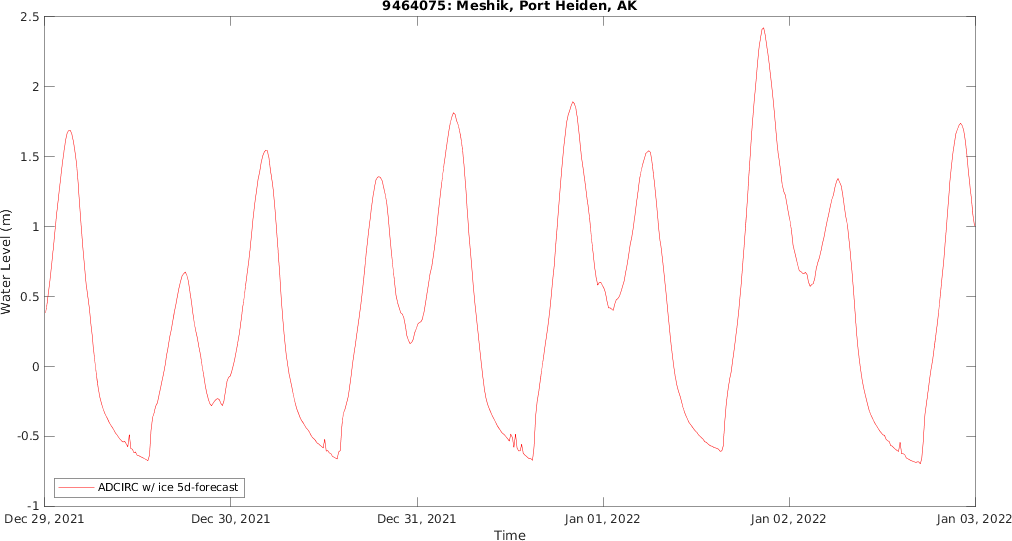 9464075: Meshik, Port Heiden, AK
2.5
2
1.5
1
0.5
0
-0.5
-1
Water Level (m)
ADCIRC w/ ice 5d-forecast
Dec 29, 2021 Dec 30, 2021 Dec 31, 2021 Jan 01, 2022 Jan 02, 2022 Jan 03, 2022
Time